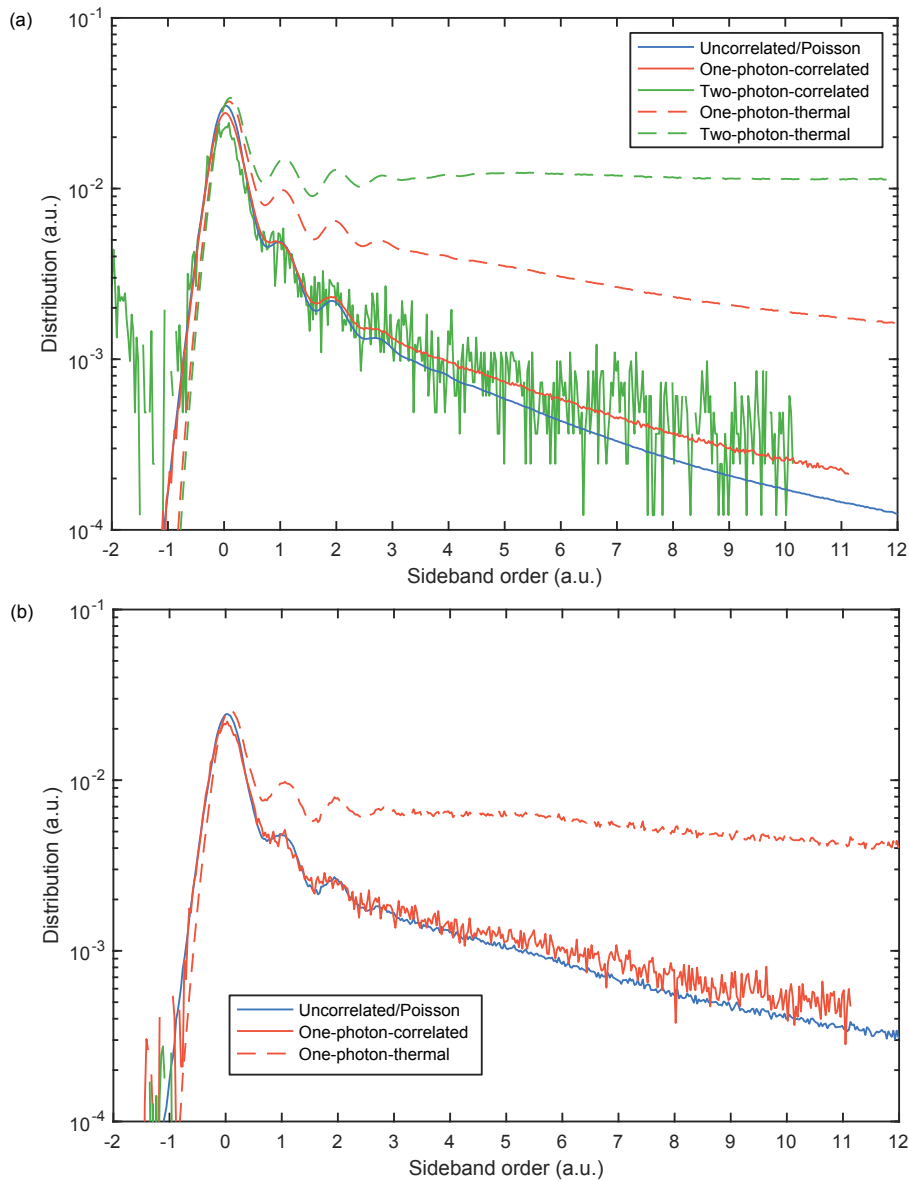 (a)
10^-1
Uncorrelated/Poisson
One-photon-correlated
Two-photon-correlated
One-photon-thermal
Two-photon-thermal
10^-2
Distribution (a.u.)
10^-3
10^-4
-2 -1 0 1 2 3 4 5 6 7 8 9 10 11 12
Sideband order (a.u.)
(b)
10^-1
10^-2
Distribution (a.u.)
10^-3
Uncorrelated/Poisson
One-photon-correlated
One-photon-thermal
10^-4
-2 -1 0 1 2 3 4 5 6 7 8 9 10 11 12
Sideband order (a.u.)